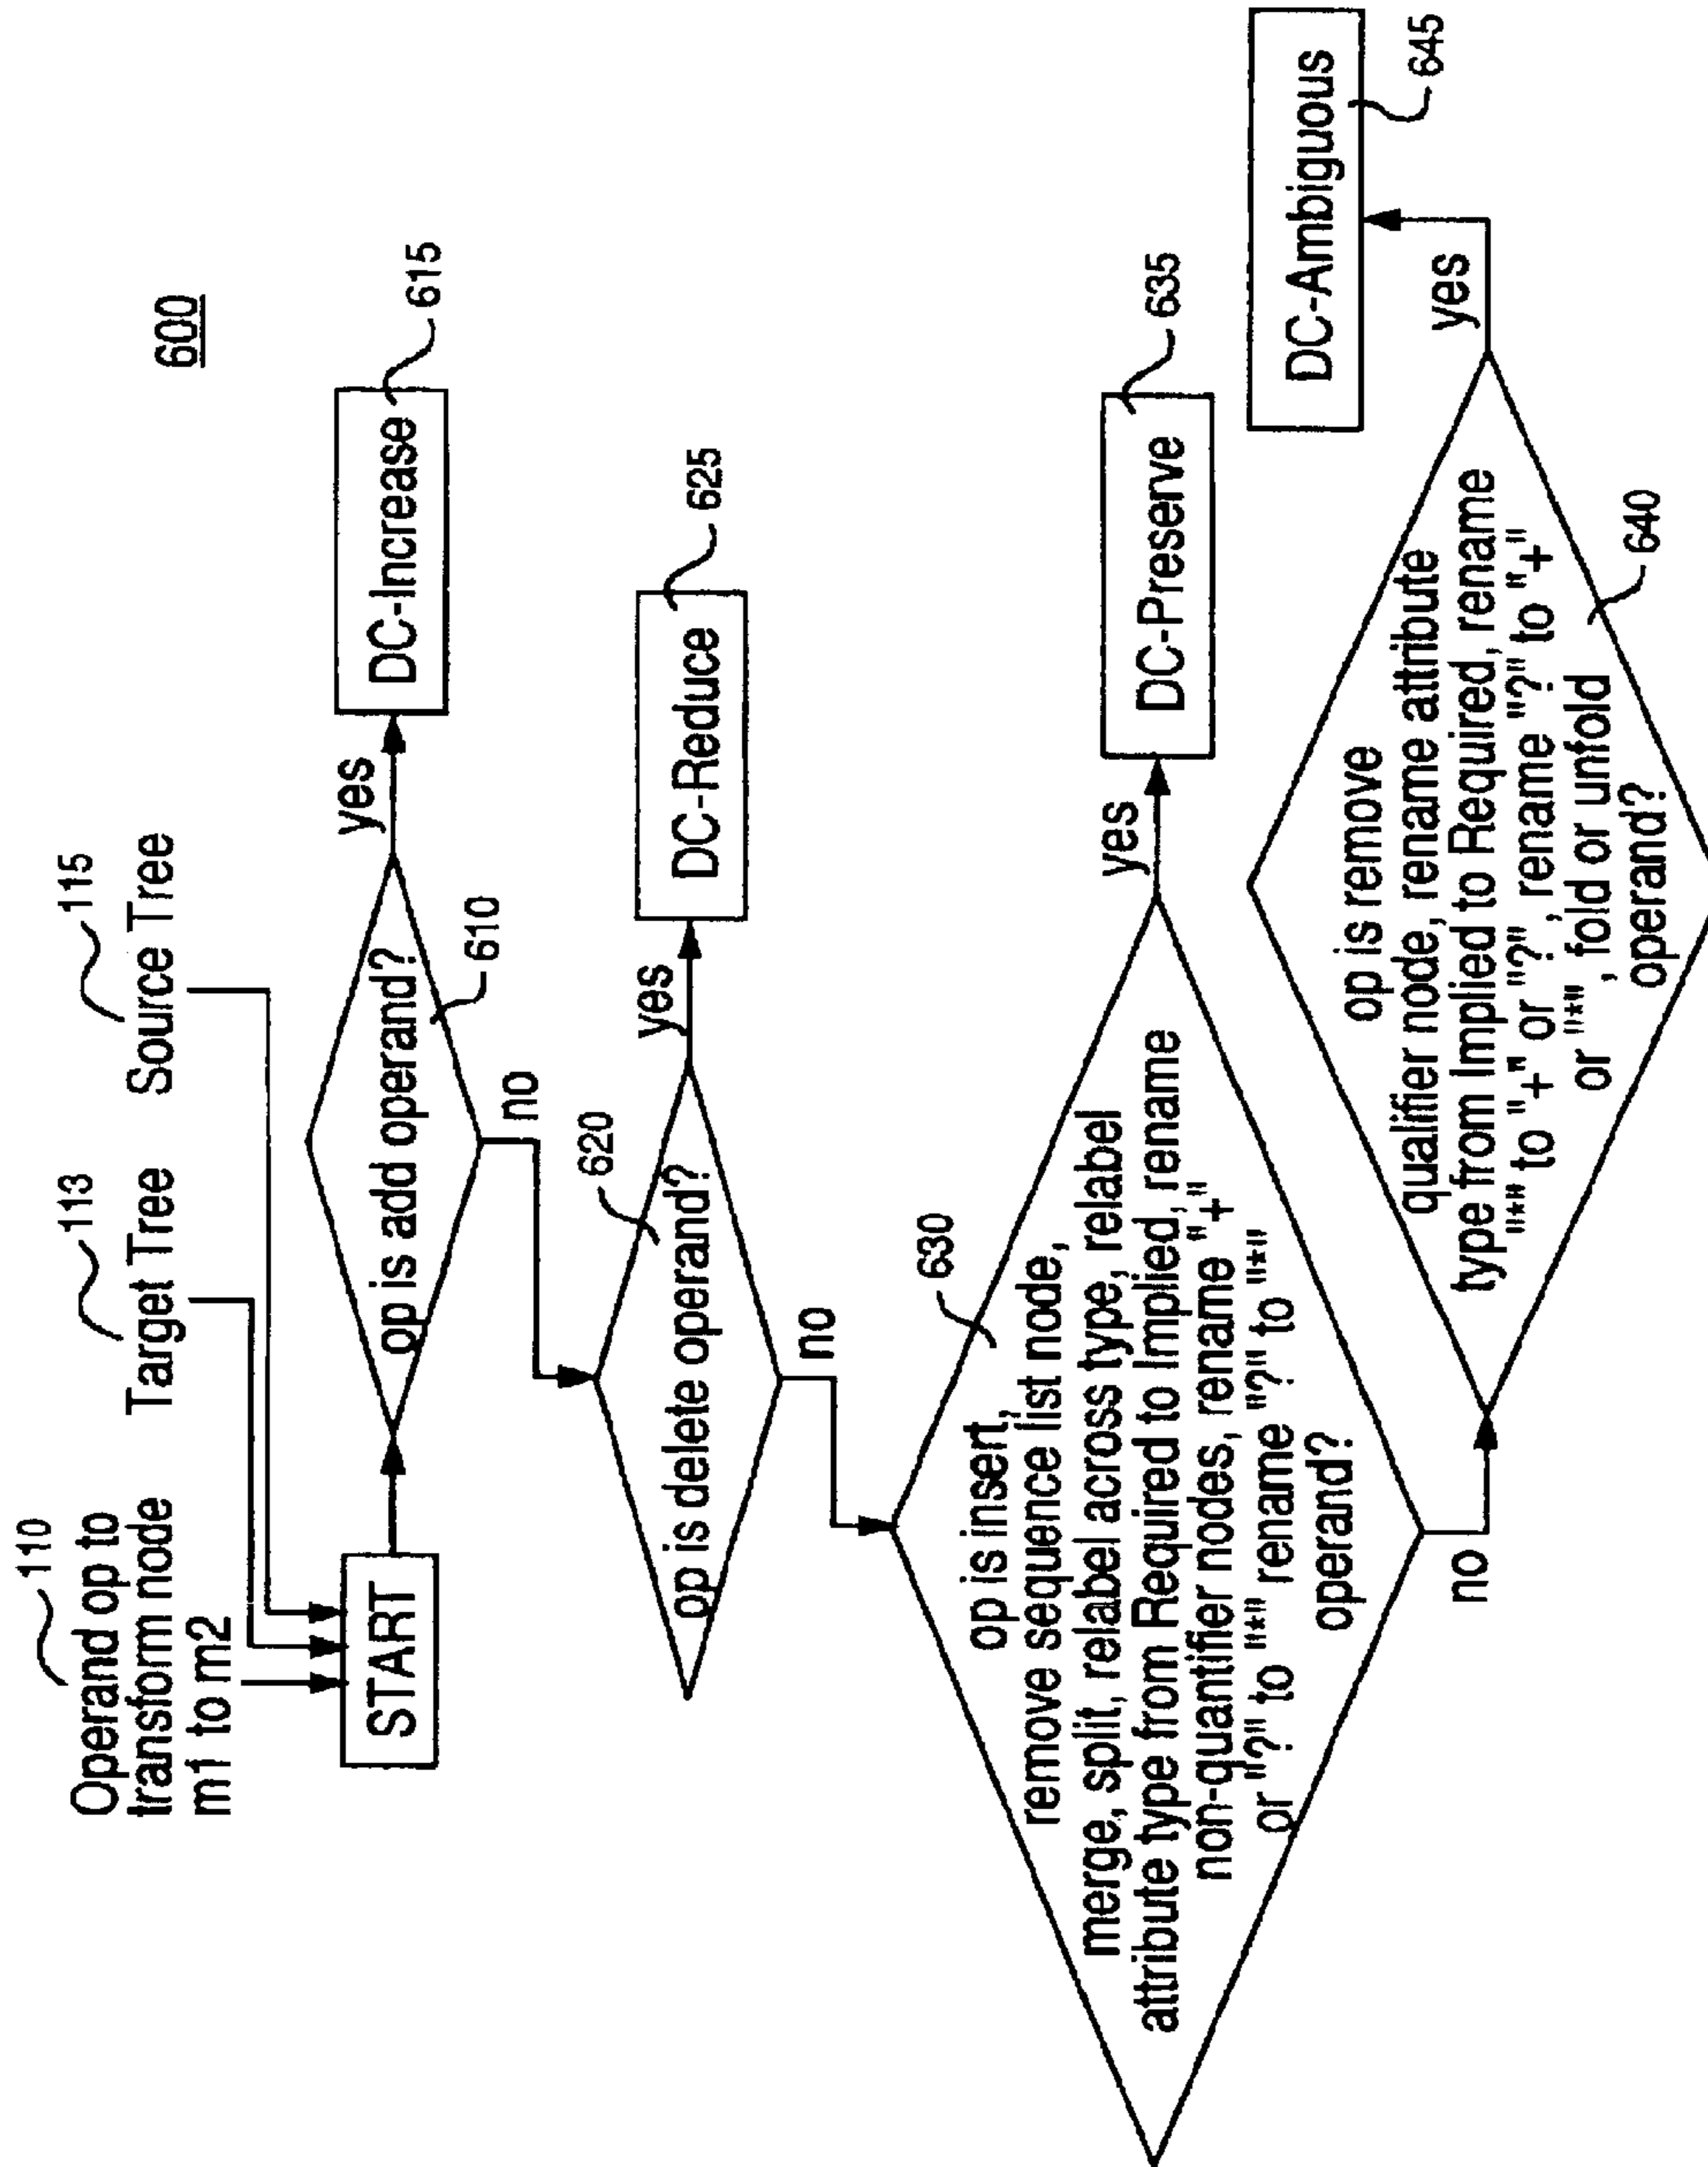 600
110
Operand op to
transform node
m1 to m2
113
Target Tree
115
Source Tree
START
op is add operand?
610
yes
DC-Increase
615
no
620
op is delete operand?
yes
DC-Reduce
625
no
630
op is insert,
remove sequence list node,
merge, split, relabel across type, relabel
attribute type from Required to Implied, rename
non-quantifier nodes, rename "+"
or "?" to "*" rename "?" to "*"
operand?
yes
DC-Preserve
635
no
op is remove
qualifier node, rename attribute
type from Implied to Required, rename
"*" to "+" or "?", rename "?" to "+"
or "*", fold or unfold
operand?
640
yes
DC-Ambiguous
645